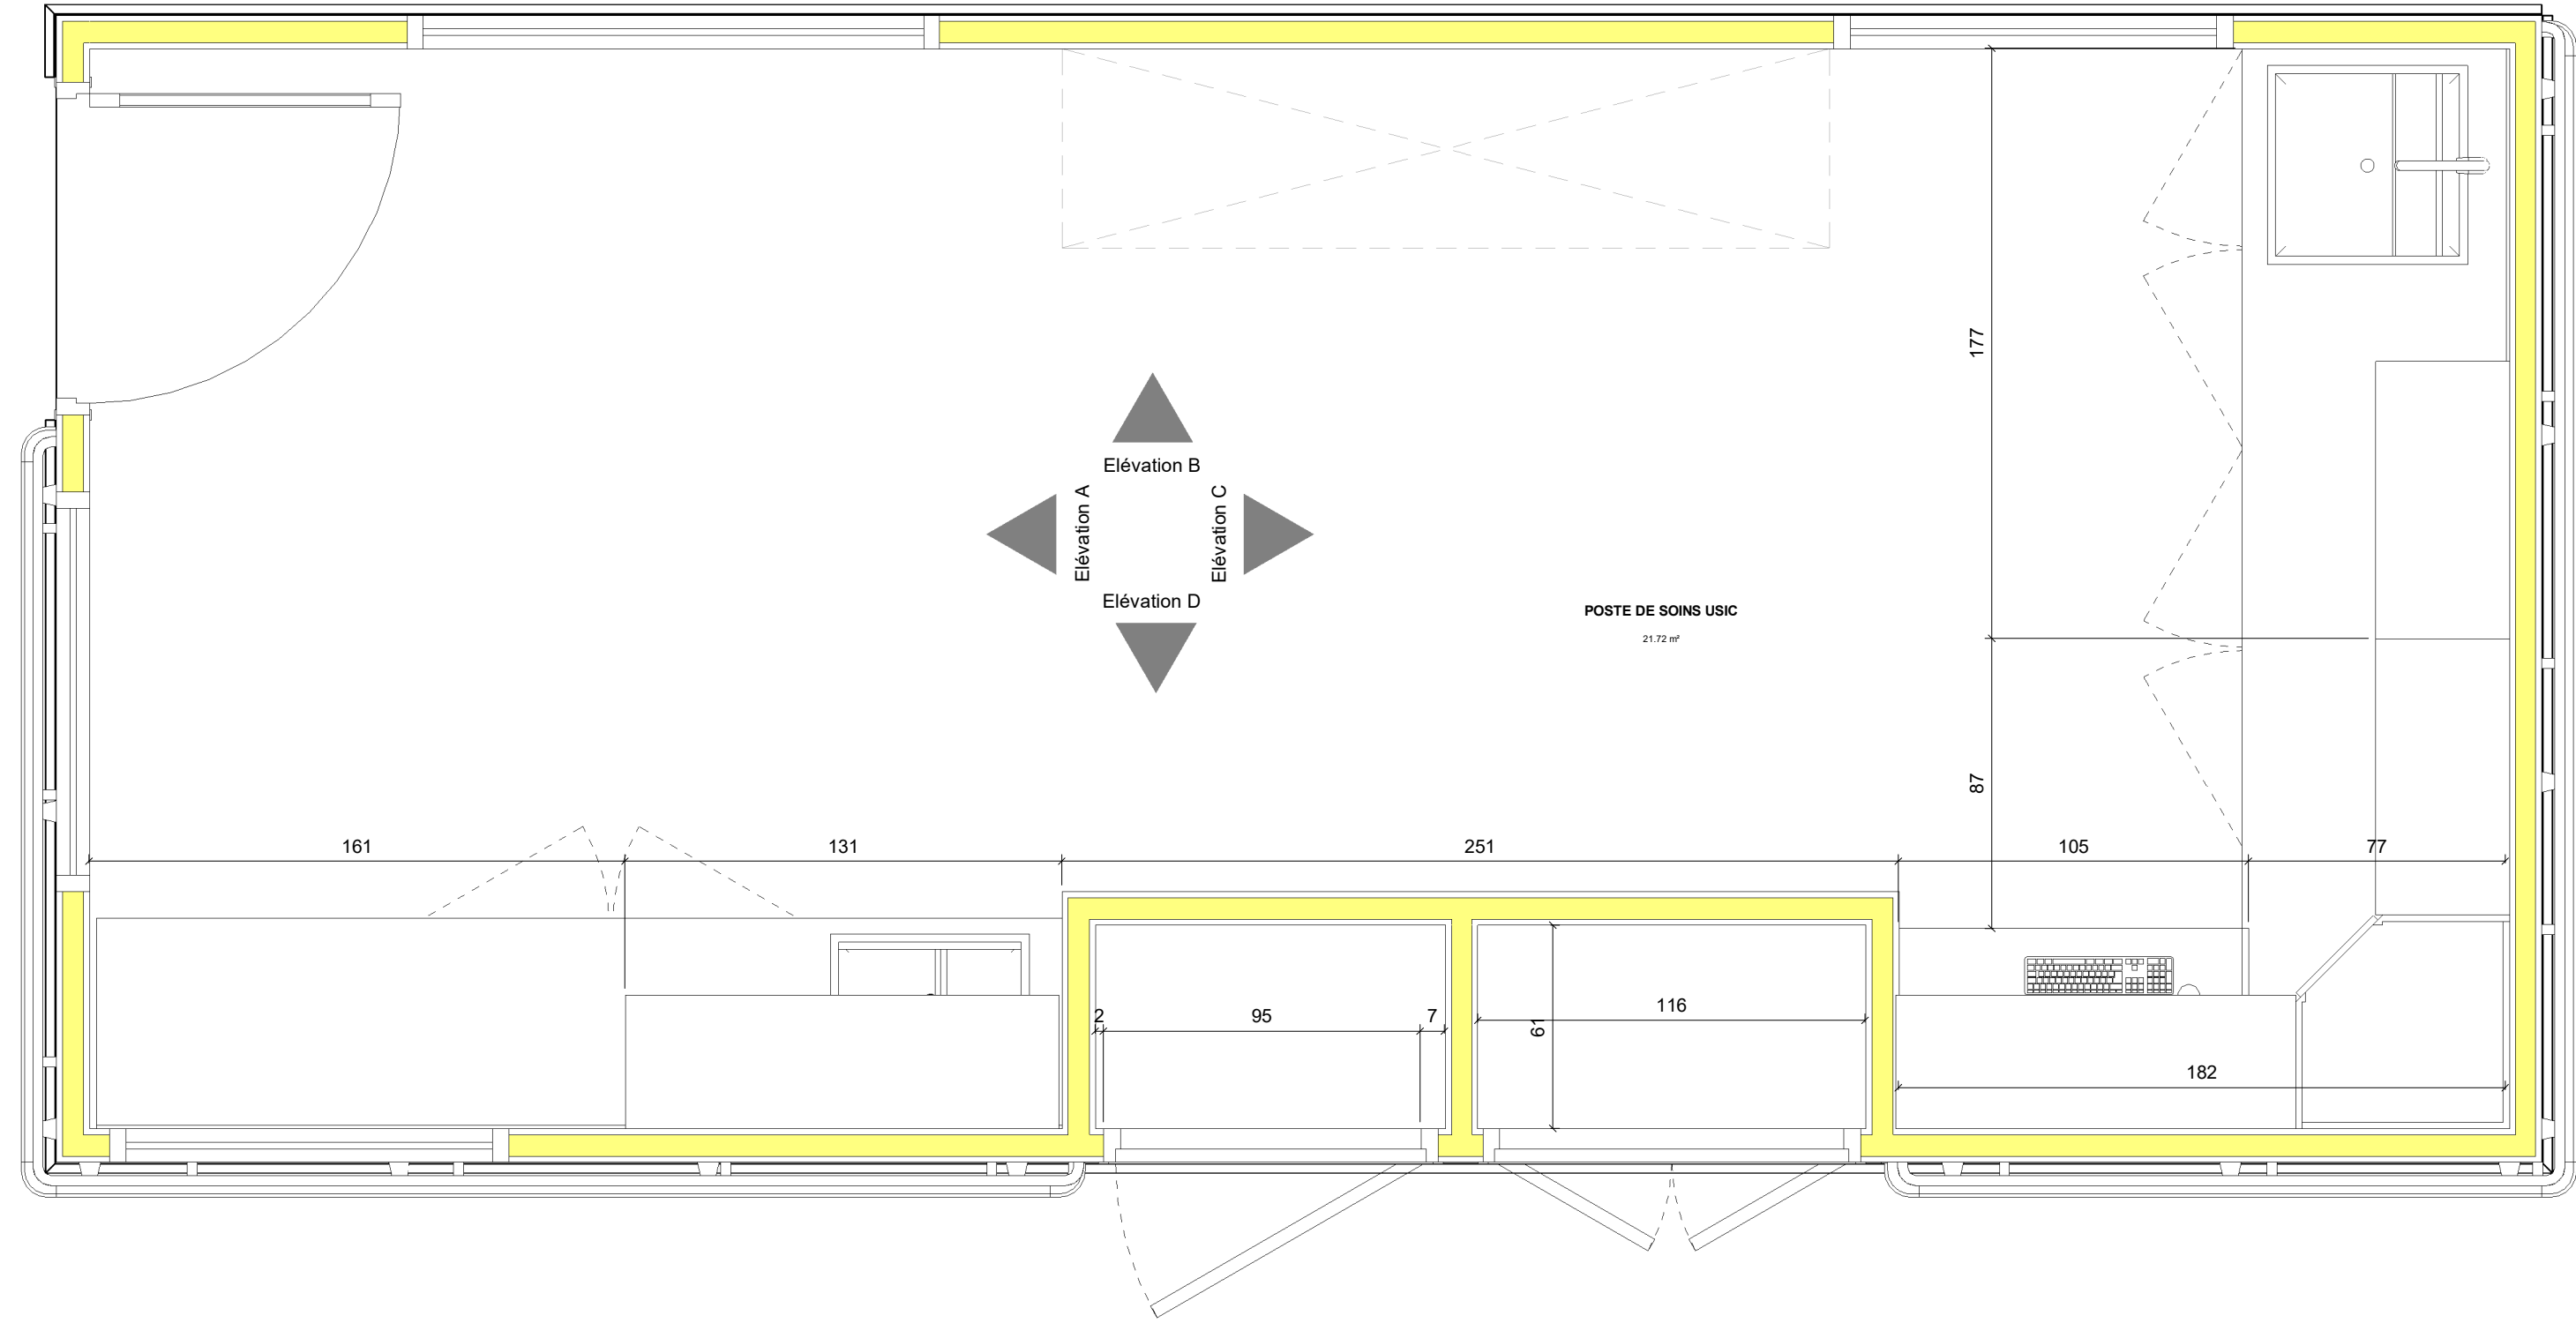 177
Elévation B
Elévation A
Elévation C
Elévation D
POSTE DE SOINS USIC
21.72 m²
87
161
131
251
105
77
2
95
7
61
116
182